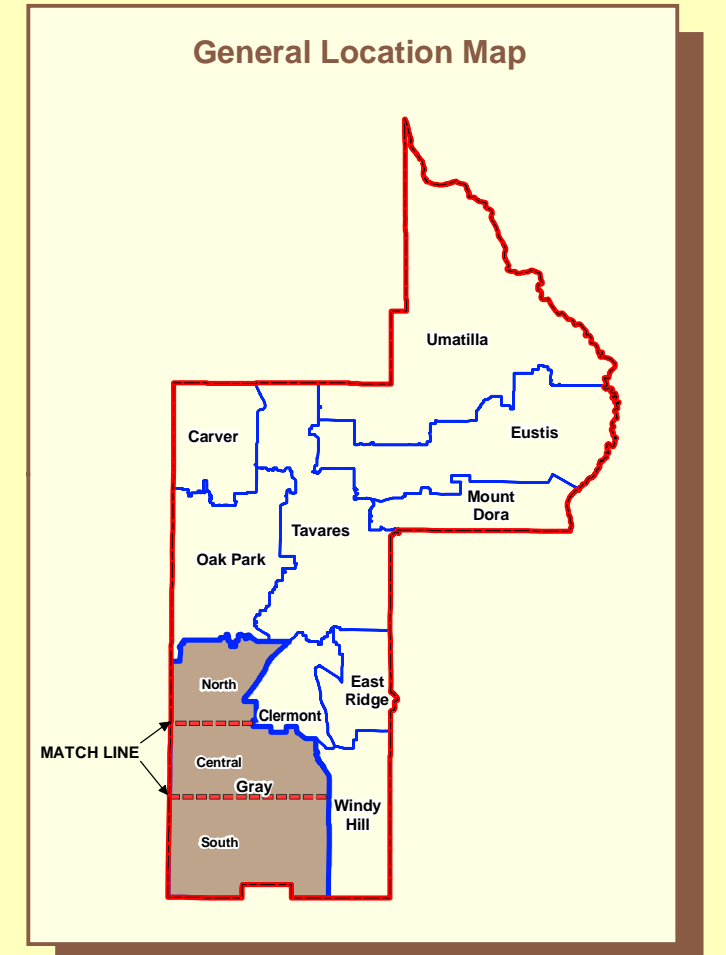 General Location Map
Umatilla
Carver
Eustis
Mount
Dora
Tavares
Oak Park
North
East
Ridge
Clermont
MATCH LINE
Central
Gray
Windy
Hill
South